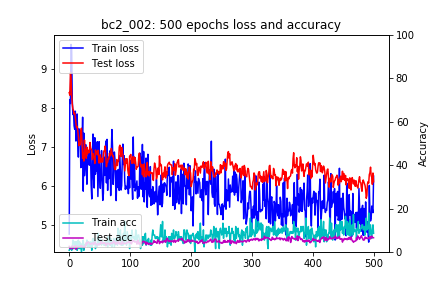 bc2_002: 500 epochs loss and accuracy
Train loss
Test loss
Train acc
Test acc
Loss
9
8
7
6
5
Accuracy
100
80
60
40
20
0
0
100
200
300
400
500